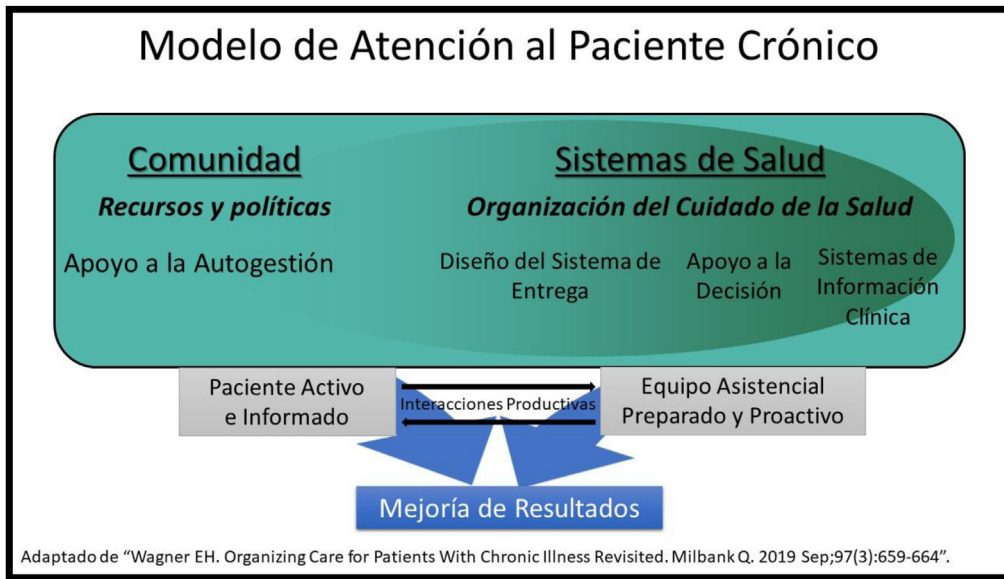 Modelo de Atención al Paciente Crónico
Comunidad
Recursos y políticas
Apoyo a la Autogestión
Sistemas de Salud
Organización del Cuidado de la Salud
Diseño del Sistema de
Entrega
Apoyo a la
Decisión
Sistemas de
Información
Clínica
Paciente Activo
e Informado
Interacciones Productivas
Equipo Asistencial
Preparado y Proactivo
Mejoría de Resultados
Adaptado de “Wagner EH. Organizing Care for Patients With Chronic Illness Revisited. Milbank Q. 2019 Sep;97(3):659-664”.